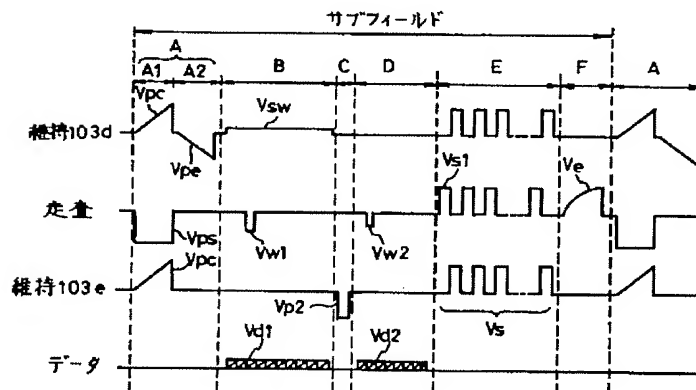 サブフィールド
A B C D E F A
A1 A2
Vpc
維持103d
Vsw
Vpe
Vs1
Ve
走査
Vps
Vw1
Vw2
Vpc
維持103e
Vp2
Vs
Vd1
Vd2
データ